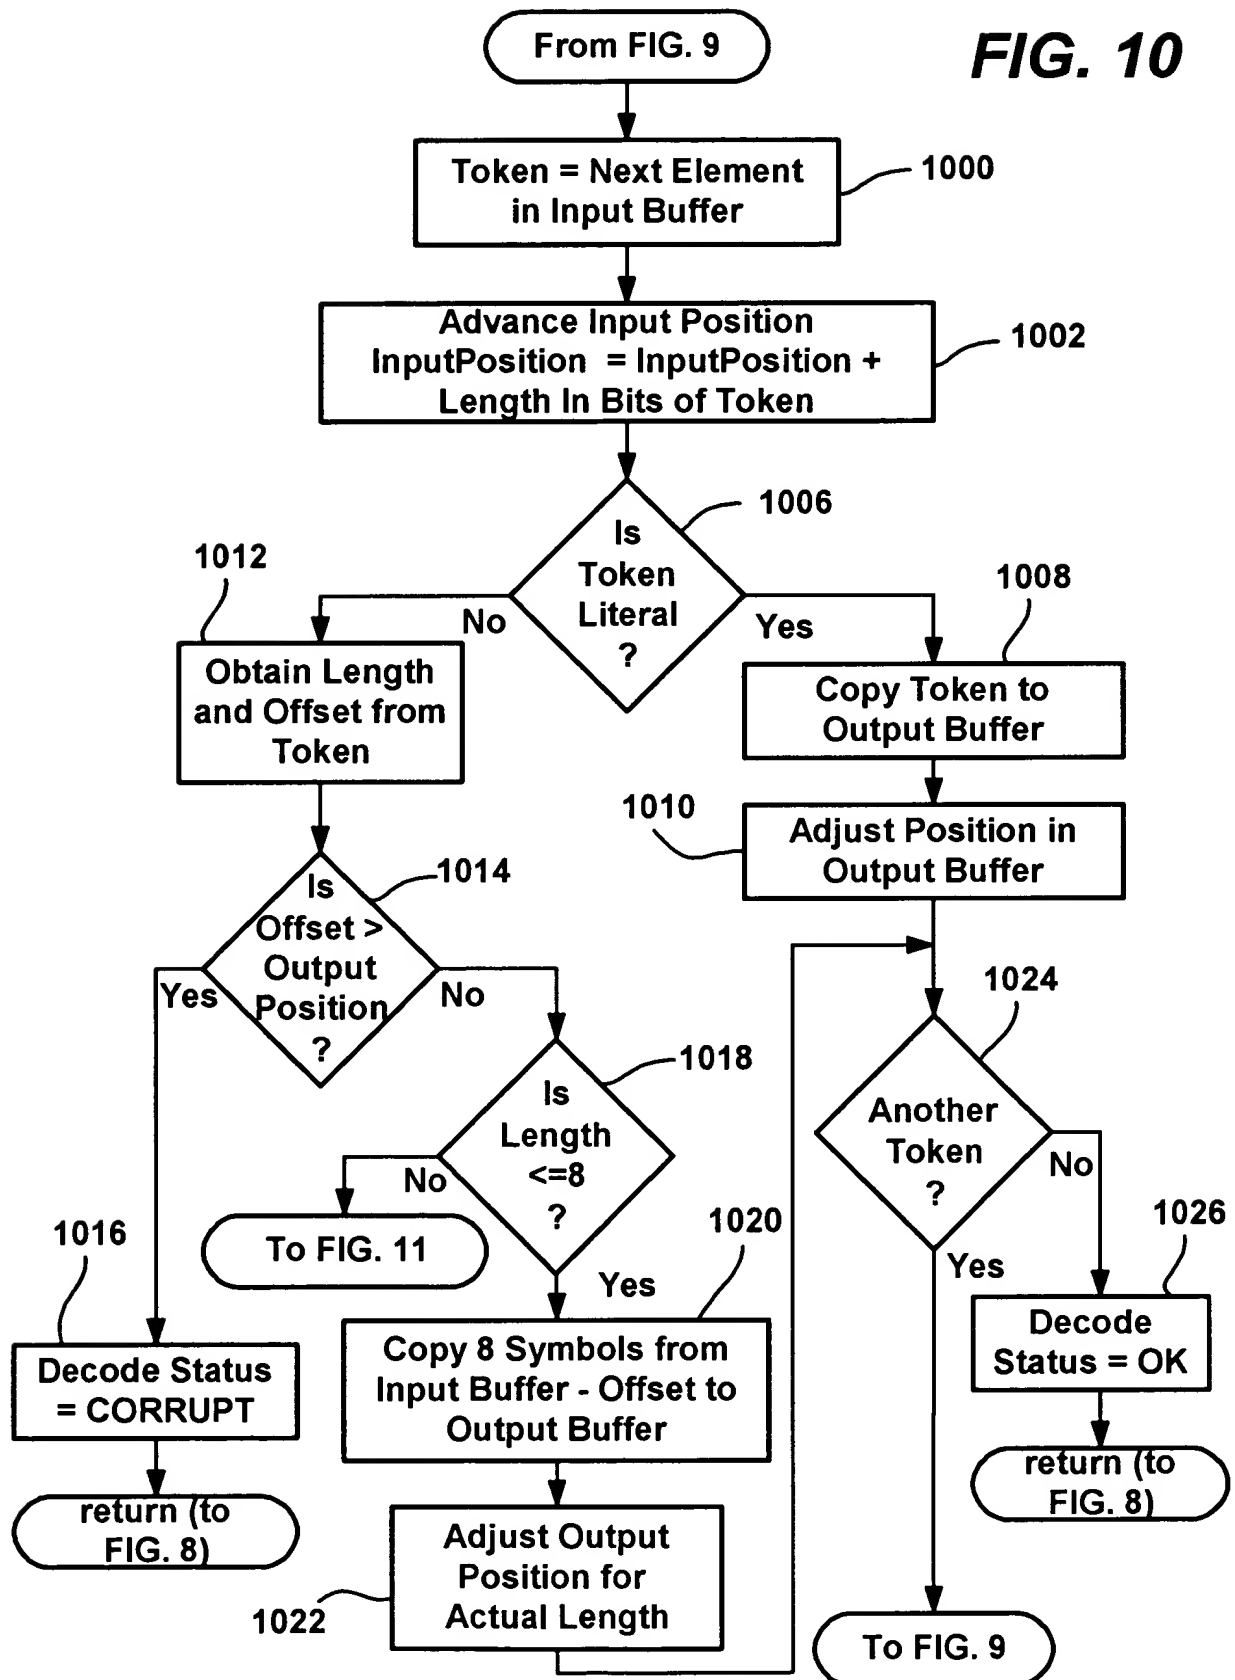 From FIG. 9
FIG. 10
Token = Next Element
in Input Buffer
1000
Advance Input Position
InputPosition = InputPosition +
Length In Bits of Token
1002
Is
Token
Literal
?
1006
No
Yes
1012
Obtain Length
and Offset from
Token
1008
Copy Token to
Output Buffer
1010
Adjust Position in
Output Buffer
1014
Is
Offset >
Output
Position
?
Yes
No
1018
Is
Length
<=8
?
No
Yes
To FIG. 11
1024
Another
Token
?
No
Yes
1016
Decode Status
= CORRUPT
return (to
FIG. 8)
1020
Copy 8 Symbols from
Input Buffer - Offset to
Output Buffer
1022
Adjust Output
Position for
Actual Length
1026
Decode
Status = OK
return (to
FIG. 8)
To FIG. 9